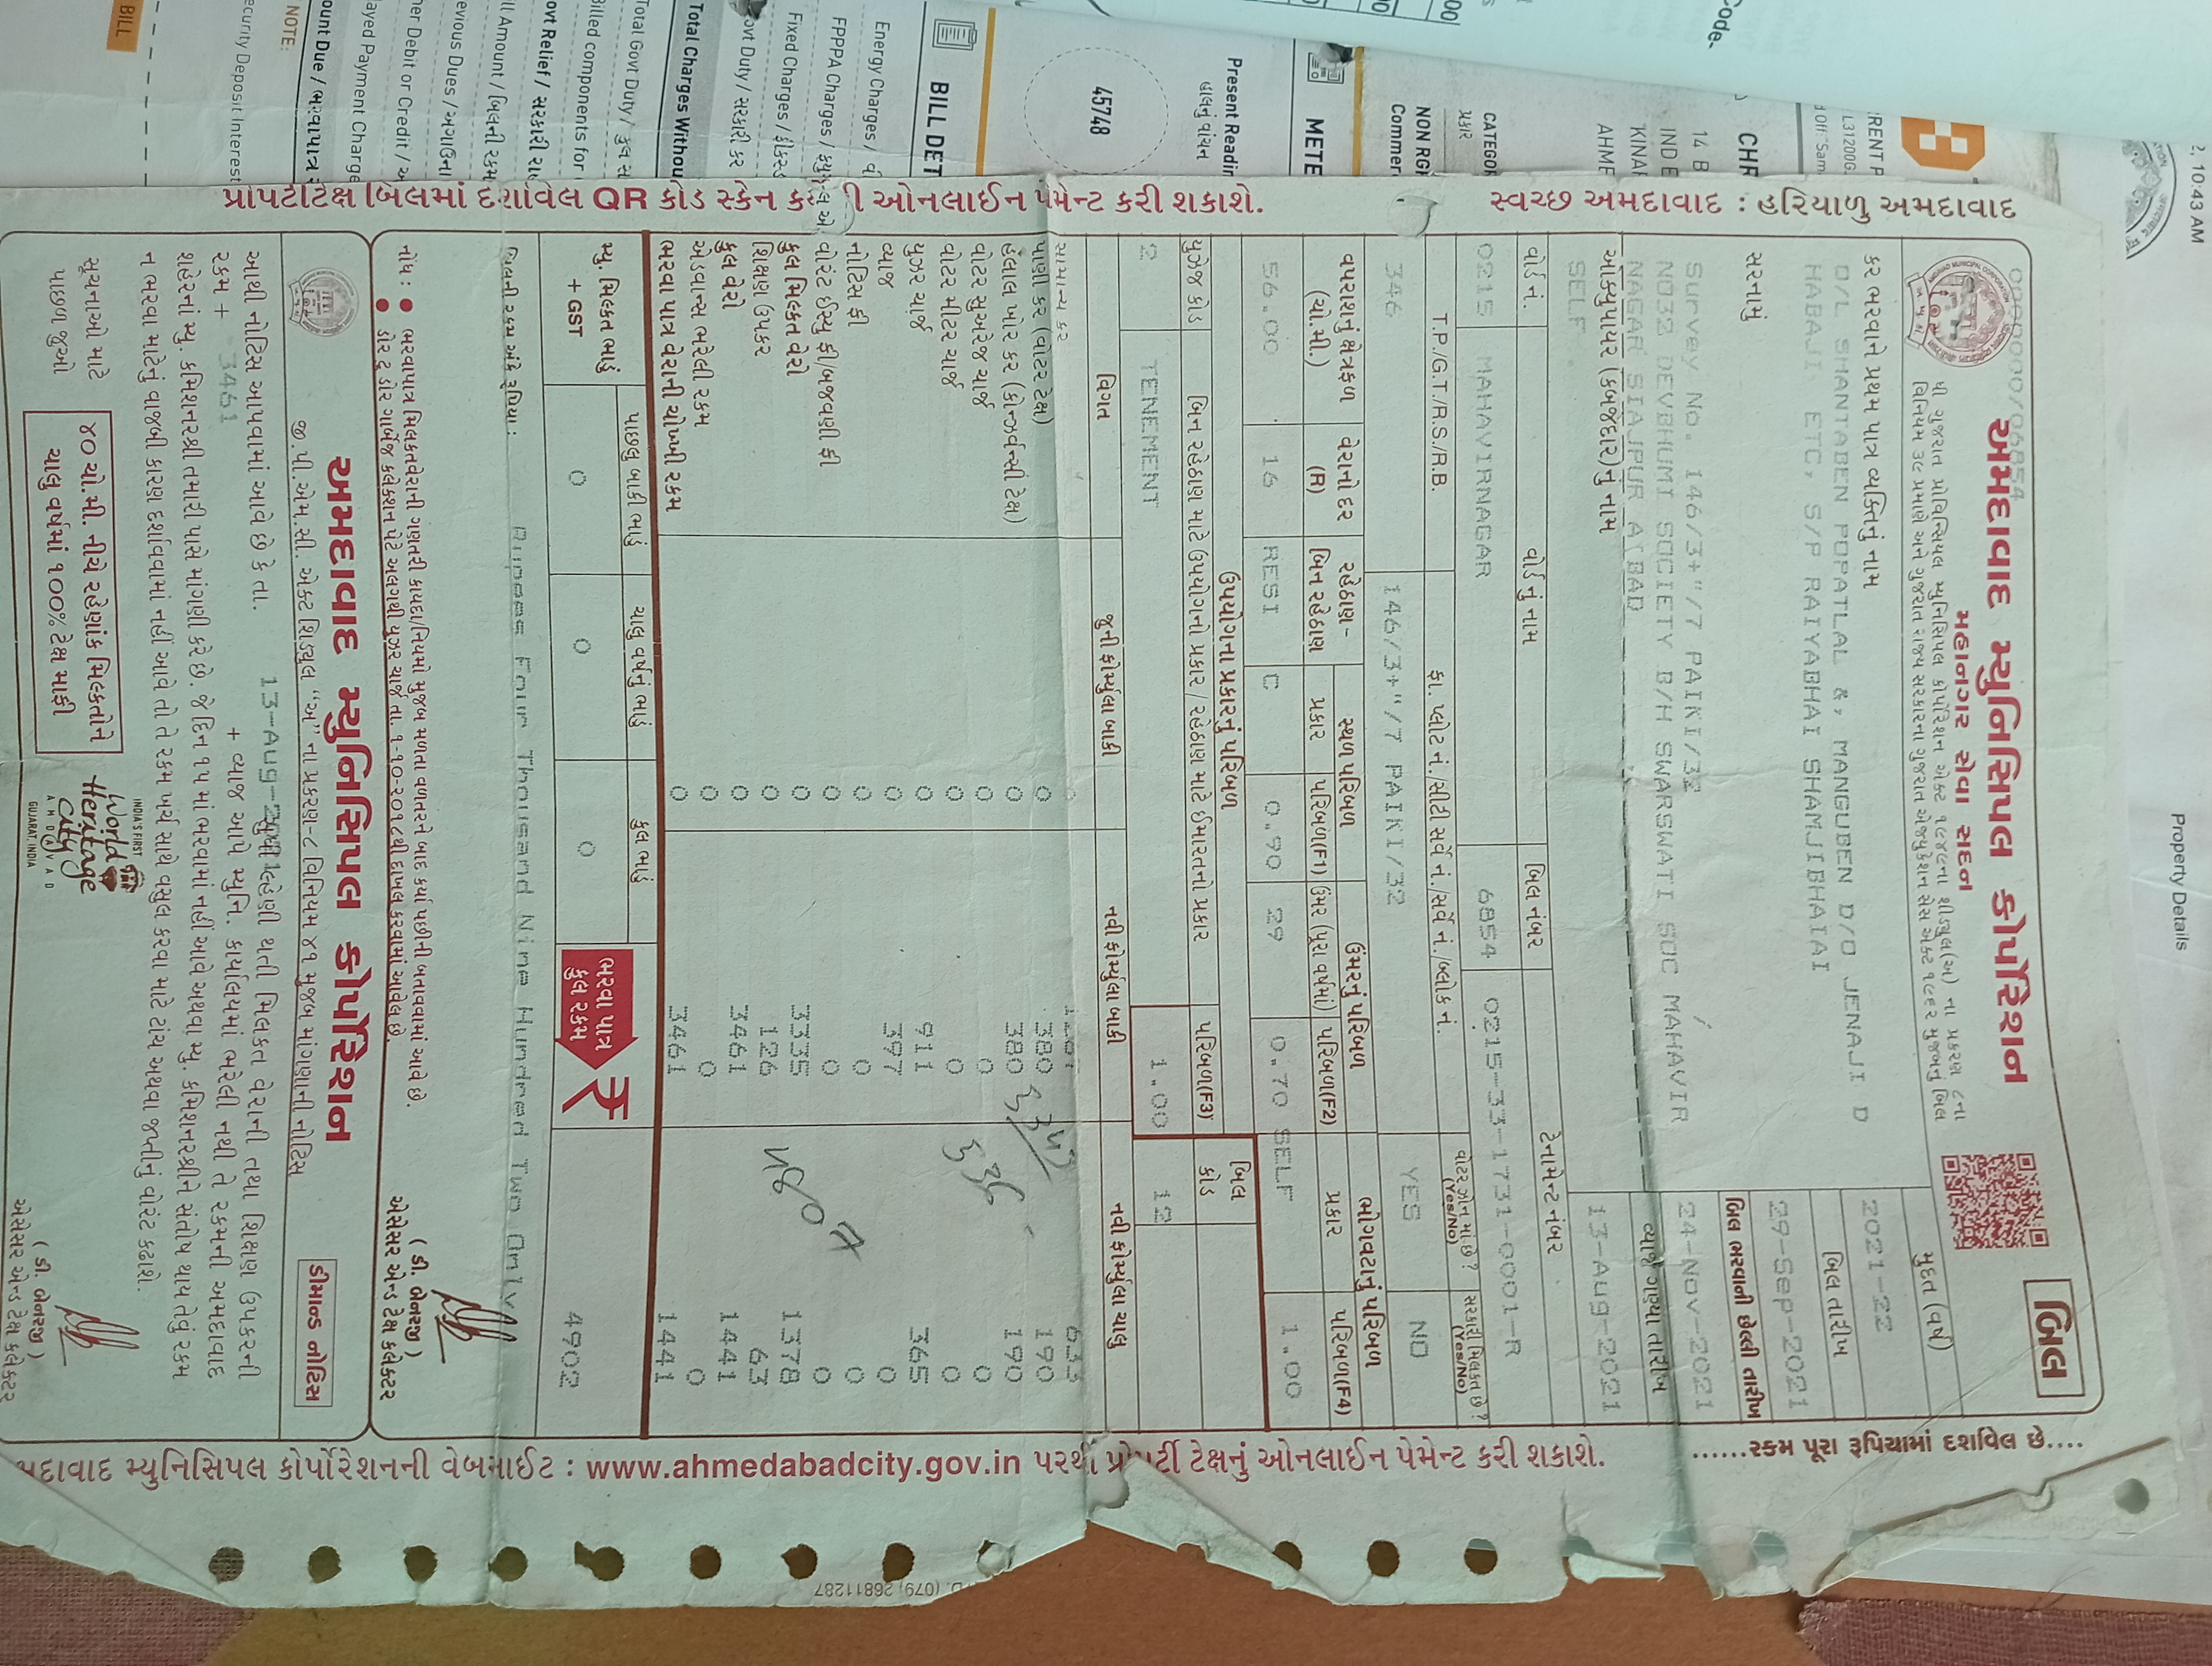 2, 10:43 AM
Property Details
0000000/06854
અમદાવાદ મ્યુનિસિપલ કોર્પોરેશન
બિલ
મહાનગર સેવા સદન
ધી ગુજરાત પ્રોવિન્સિયલ મ્યુનિસિપલ કોર્પોરેશન એક્ટ ૧૯૪૯ના શીડ્યુલ(અ) ના પ્રકરણ ૮ના
વિનિયમ ૩૯ પ્રમાણે અને ગુજરાત રાજ્ય સરકારના ગુજરાત એજ્યુકેશન સેસ એક્ટ ૧૯૬૨ મુજબનું બિલ
મુદત (વર્ષ)
2021-22
કર ભરવાને પ્રથમ પાત્ર વ્યક્તિનું નામ
O/L SHANTABEN POPATLAL &, MANGUBEN D/O JENAJI D
HABAJI ETC, S/P RAIYABHAI SHAMJIBHAIAI
બિલ તારીખ
29-Sep-2021
સરનામું
બિલ ભરવાની છેલ્લી તારીખ
24-Nov-2021
Survey No. 146/3+"/7 PAIKI/32
NO32 DEVBHUMI SOCIETY B/H SWARSWATI SOC MAHAVIR
NAGAR SIAJPUR A'BAD
વ્યાજ ગણ્યા તારીખ
13-Aug-2021
ઓક્યુપાયર (કબજેદાર)નું નામ
SELF .
વોર્ડ નં. વોર્ડ નું નામ બિલ નંબર ટેનામેન્ટ નંબર
0215 MAHAVIRNAGAR 6854 0215-33-1731-0001-R
T.P./G.T./R.S./R.B. ફા. પ્લોટ નં./સીટી સર્વે નં./સર્વે નં./બ્લોક નં. વોટર ઝોન માં છે ? (Yes/No) સરકારી મિલકત છે ? (Yes/No)
346 146/3+"/7 PAIKI/32 YES NO
વપરાશનું ક્ષેત્રફળ (ચો.મી.) વેરાનો દર (R) રહેઠાણ - બિન રહેઠાણ સ્થળ પરિબળ ઉંમરનું પરિબળ ભોગવટાનું પરિબળ
પ્રકાર પરિબળ(F1) ઉંમર (પૂરા વર્ષમાં) પરિબળ(F2) પ્રકાર પરિબળ(F4)
56.00 16 RESI C 0.90 29 0.70 SELF 1.00
ઉપયોગના પ્રકારનું પરિબળ બિલ કોડ
યુઝેજ કોડ બિન રહેઠાણ માટે ઉપયોગનો પ્રકાર / રહેઠાણ માટે ઈમારતનો પ્રકાર પરિબળ(F3)
2 TENEMENT 1.00 12
વિગત જુની ફોર્મ્યુલા બાકી નવી ફોર્મ્યુલા બાકી નવી ફોર્મ્યુલા ચાલુ
સામાન્ય કર 0 633
પાણી કર (વોટર ટેક્ષ) 0 380 190
હલાલ ખોર કર (કોન્ઝર્વન્સી ટેક્ષ) 0 380 190
વોટર સુઅરેજ ચાર્જ 0 0 0
વોટર મીટર ચાર્જ 0 0 0
યુઝર ચાર્જ 0 911 365
વ્યાજ 0 397 0
નોટિસ ફી 0 0 0
વોરંટ ઈસ્યુ ફી/બજવણી ફી 0 0 0
કુલ મિલ્કત વેરો 0 3335 1378
શિક્ષણ ઉપકર 0 126 63
કુલ વેરો 0 3461 1441
એડવાન્સ ભરેલી રકમ 0 0 0
ભરવા પાત્ર વેરાની ચોખ્ખી રકમ 0 3461 1441
536
4807
મ્યુ. મિલ્કત ભાડું + GST પાછલુ બાકી ભાડું ચાલુ વર્ષનું ભાડું કુલ ભાડું
0 0 0
ભરવા પાત્ર કુલ રકમ ₹ 4902
બિલની રકમ અંકે રૂપિયા : Rupees Four Thousand Nine Hundred Two Only
નોંધ : ● ભરવાપાત્ર મિલકતવેરાની ગણતરી કાયદા/નિયમો મુજબ મળતા વળતરને બાદ કર્યા પછીની બતાવવામાં આવે છે.
● ડોર ટુ ડોર ગાર્બેજ કલેક્શન પેટે અલગથી યુઝર ચાર્જ તા. ૧-૧૦-૨૦૧૮થી દાખલ કરવામાં આવેલ છે.
( ડી. બેનરજી )
એસેસર એન્ડ ટેક્ષ કલેક્ટર
અમદાવાદ મ્યુનિસિપલ કોર્પોરેશન
જી.પી.એમ.સી. એક્ટ શિડ્યુલ “અ” ના પ્રકરણ-૮ વિનિયમ ૪૧ મુજબ માંગણાની નોટિસ
ડીમાન્ડ નોટિસ
આથી નોટિસ આપવામાં આવે છે કે તા. 13-Aug-2021 સુધી લ્હેણી થતી મિલકત વેરાની તથા શિક્ષણ ઉપકરની
રકમ + 3461 + વ્યાજ આપે મ્યુનિ. કાર્યાલયમાં ભરેલી નથી તે રકમની અમદાવાદ
શહેરનાં મ્યુ. કમિશનરશ્રી તમારી પાસે માંગણી કરે છે. જે દિન ૧૫ માં ભરવામાં નહીં આવે અથવા મ્યુ. કમિશનરશ્રીને સંતોષ થાય તેવું રકમ
ન ભરવા માટેનું વાજબી કારણ દર્શાવવામાં નહીં આવે તો તે રકમ ખર્ચ સાથે વસુલ કરવા માટે ટાંચ અથવા જપ્તીનું વોરંટ કઢાશે.
સૂચનાઓ માટે
પાછળ જુઓ
૪૦ ચો.મી. નીચે રહેણાંક મિલ્કતોને
ચાલુ વર્ષમાં ૧૦૦% ટેક્ષ માફી
INDIA'S FIRST
World
Heritage
City
AHMDAVAD
GUJARAT, INDIA
( ડી. બેનરજી )
એસેસર એન્ડ ટેક્ષ કલેક્ટર
સ્વચ્છ અમદાવાદ : હરિયાળુ અમદાવાદ
પ્રોપર્ટીટેક્ષ બિલમાં દર્શાવેલ QR કોડ સ્કેન કરી ઓનલાઈન પેમેન્ટ કરી શકાશે.
......રકમ પૂરા રૂપિયામાં દર્શાવેલ છે....
અમદાવાદ મ્યુનિસિપલ કોર્પોરેશનની વેબસાઈટ : www.ahmedabadcity.gov.in પરથી પ્રોપર્ટી ટેક્ષનું ઓનલાઈન પેમેન્ટ કરી શકાશે.
(079) 26811287
RRENT P
L31200G
d Off: "Sam
Code-
CHR
14 B
IND E
KINAR
AHME
CATEGOR
પ્રકાર
NON RG
Commer
METE
Present Readin
હાલનું વાંચન
45748
BILL DET
Energy Charges /
FPPPA Charges /
Fixed Charges / ફીકસ્ડ
ovt Duty / સરકારી કર
Total Charges Withou
Total Govt Duty / કુલ સ
Billed components for
ovt Relief / સરકારી રા
ill Amount / બિલની રકમ
evious Dues / અગાઉના
her Debit or Credit /
ayed Payment Charge
ount Due / ભરવાપાત્ર
NOTE:
ecurity Deposit Interest
BILL